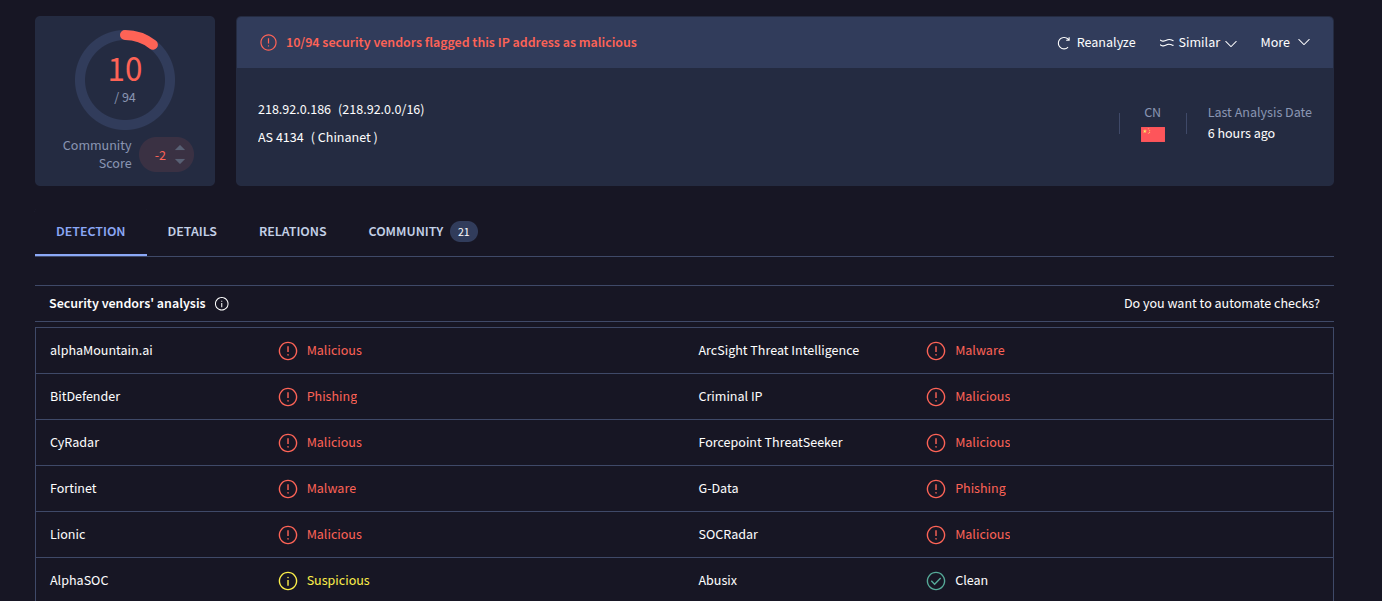 10
/ 94
Community
Score
-2
10/94 security vendors flagged this IP address as malicious
Reanalyze
Similar
More
218.92.0.186 (218.92.0.0/16)
AS 4134 ( Chinanet )
CN
Last Analysis Date
6 hours ago
DETECTION
DETAILS
RELATIONS
COMMUNITY 21
Security vendors' analysis
Do you want to automate checks?
alphaMountain.ai Malicious
ArcSight Threat Intelligence Malware
BitDefender Phishing
Criminal IP Malicious
CyRadar Malicious
Forcepoint ThreatSeeker Malicious
Fortinet Malware
G-Data Phishing
Lionic Malicious
SOCRadar Malicious
AlphaSOC Suspicious
Abusix Clean